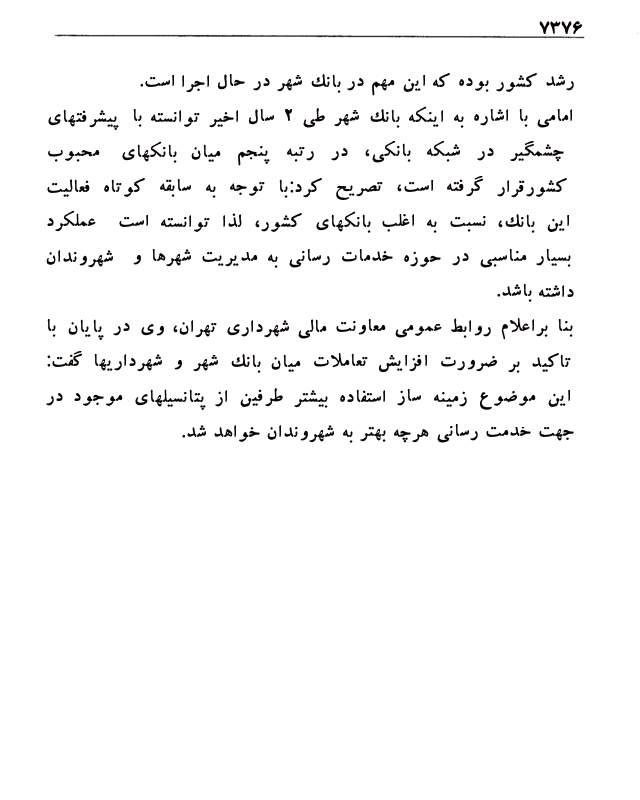 ۷۳۷۶
رشد کشور بوده که این مهم در بانك شهر در حال اجرا است.
امامی با اشاره به اینکه بانك شهر طی ۲ سال اخیر توانسته با پیشرفتهای
چشمگیر در شبکه بانکی، در رتبه پنجم میان بانکهای محبوب
کشورقرار گرفته است، تصریح کرد:با توجه به سابقه کوتاه فعالیت
این بانك، نسبت به اغلب بانکهای کشور، لذا توانسته است عملکرد
بسیار مناسبی در حوزه خدمات رسانی به مدیریت شهرها و شهروندان
داشته باشد.
بنا براعلام روابط عمومی معاونت مالی شهرداری تهران، وی در پایان با
تاکید بر ضرورت افزایش تعاملات میان بانك شهر و شهرداریها گفت:
این موضوع زمینه ساز استفاده بیشتر طرفین از پتانسیلهای موجود در
جهت خدمت رسانی هرچه بهتر به شهروندان خواهد شد.